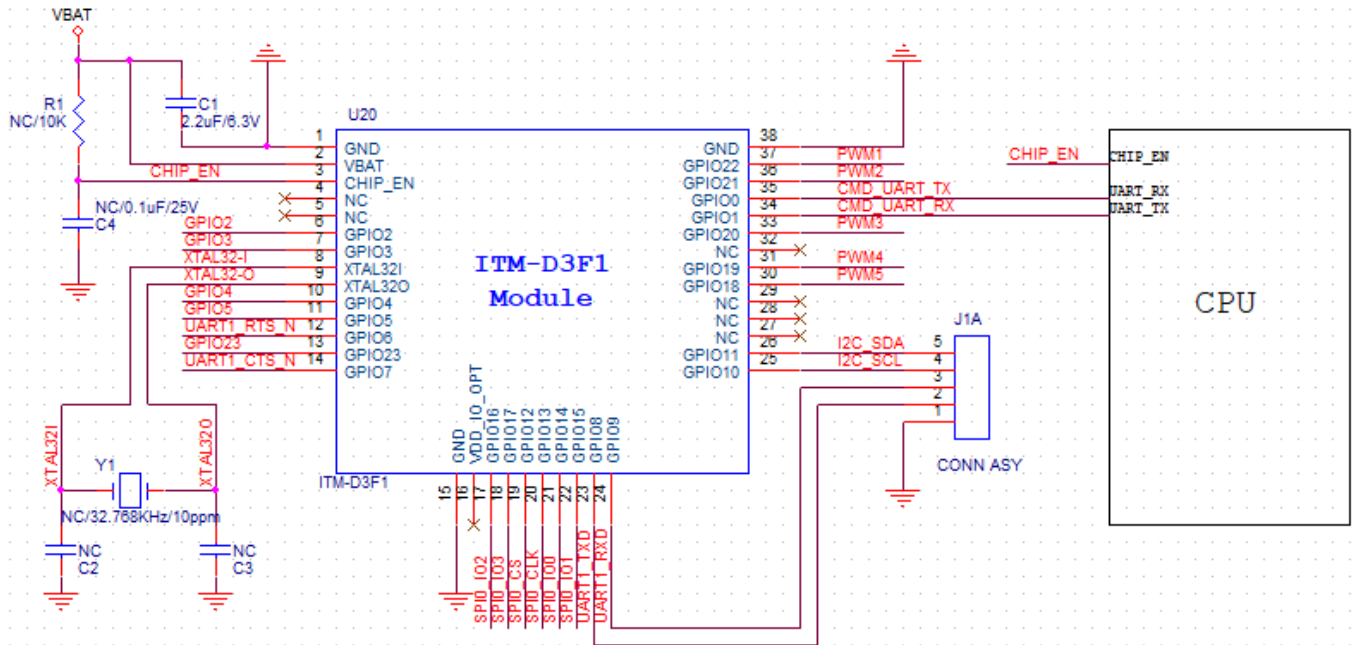 VBAT
R1
NC/10K
C1
2.2uF/6.3V
CHIP_EN
NC/0.1uF/25V
C4
GPIO2
GPIO3
XTAL32-I
XTAL32-O
GPIO4
GPIO5
UART1_RTS_N
GPIO23
UART1_CTS_N
XTAL32I
XTAL32O
Y1
NC/32.768KHz/10ppm
NC
C2
NC
C3
U20
1 GND
2 VBAT
3 CHIP_EN
4 NC
5 NC
6 GPIO2
7 GPIO3
8 XTAL32I
9 XTAL32O
10 GPIO4
11 GPIO5
12 GPIO6
13 GPIO23
14 GPIO7
ITM-D3F1
Module
GND 38
GPIO22 37
GPIO21 36
GPIO0 35
GPIO1 34
GPIO20 33
NC 32
GPIO19 31
GPIO18 30
NC 29
NC 28
NC 27
GPIO11 26
GPIO10 25
GND 15
VDD_IO_OPT 16
GPIO16 17
GPIO17 18
GPIO12 19
GPIO13 20
GPIO14 21
GPIO15 22
GPIO8 23
GPIO9 24
ITM-D3F1
SPI0_IO2
SPI0_IO3
SPI0_CS
SPI0_CLK
SPI0_IO0
SPI0_IO1
UART1_TXD
UART1_RXD
PWM1
PWM2
CMD_UART_TX
CMD_UART_RX
PWM3
PWM4
PWM5
I2C_SDA
I2C_SCL
J1A
5
4
3
2
1
CONN ASY
CHIP_EN
CHIP_EN
UART_RX
UART_TX
CPU